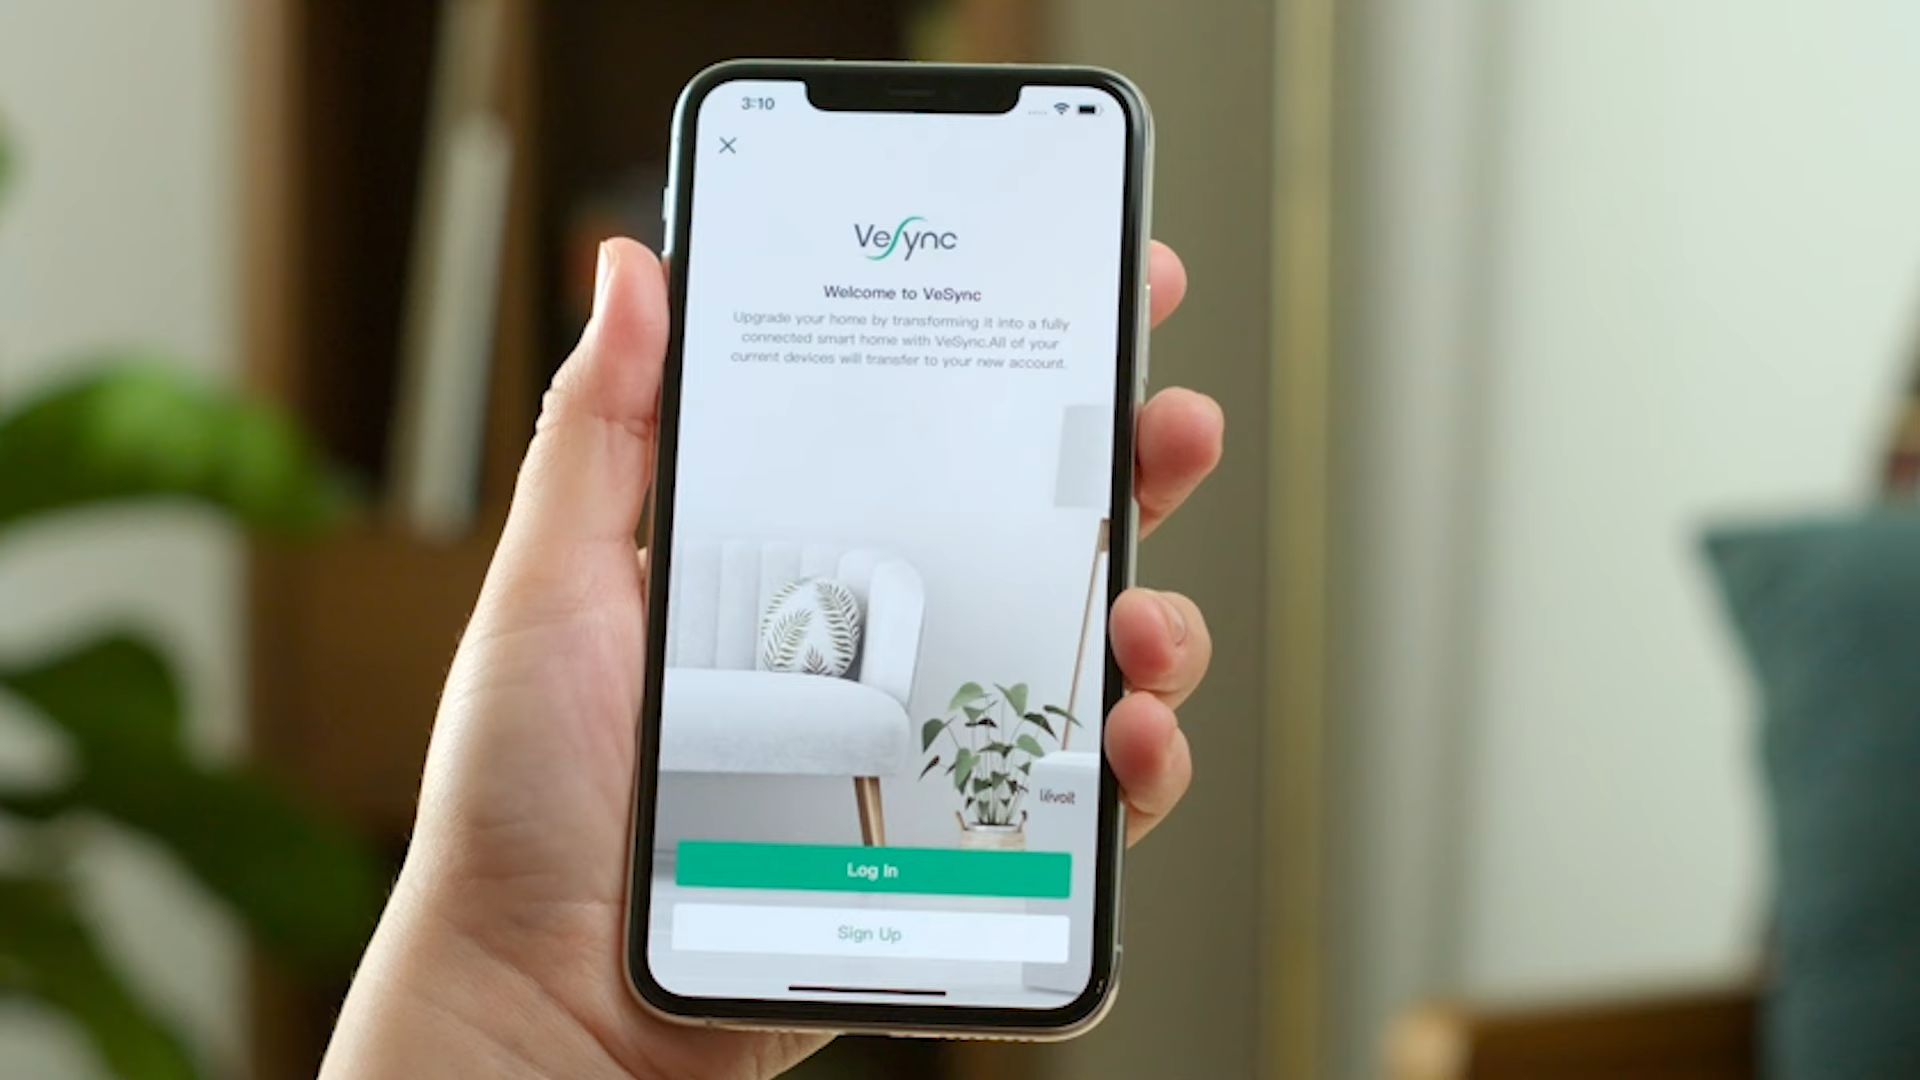 3:10
VeSync
Welcome to VeSync
Upgrade your home by transforming it into a fully
connected smart home with VeSync.All of your
current devices will transfer to your new account.
levoit
Log In
Sign Up